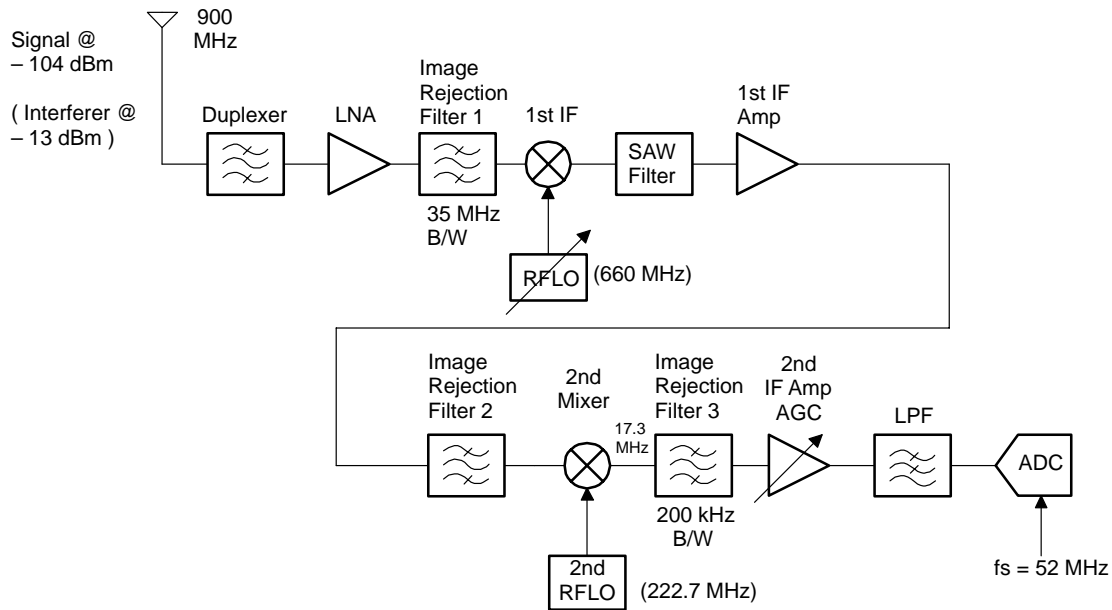 900
MHz
Signal @
– 104 dBm
( Interferer @
– 13 dBm )
Duplexer
LNA
Image
Rejection
Filter 1
1st IF
SAW
Filter
1st IF
Amp
35 MHz
B/W
RFLO
(660 MHz)
Image
Rejection
Filter 2
2nd
Mixer
17.3
MHz
Image
Rejection
Filter 3
2nd
IF Amp
AGC
LPF
ADC
200 kHz
B/W
2nd
RFLO
(222.7 MHz)
fs = 52 MHz